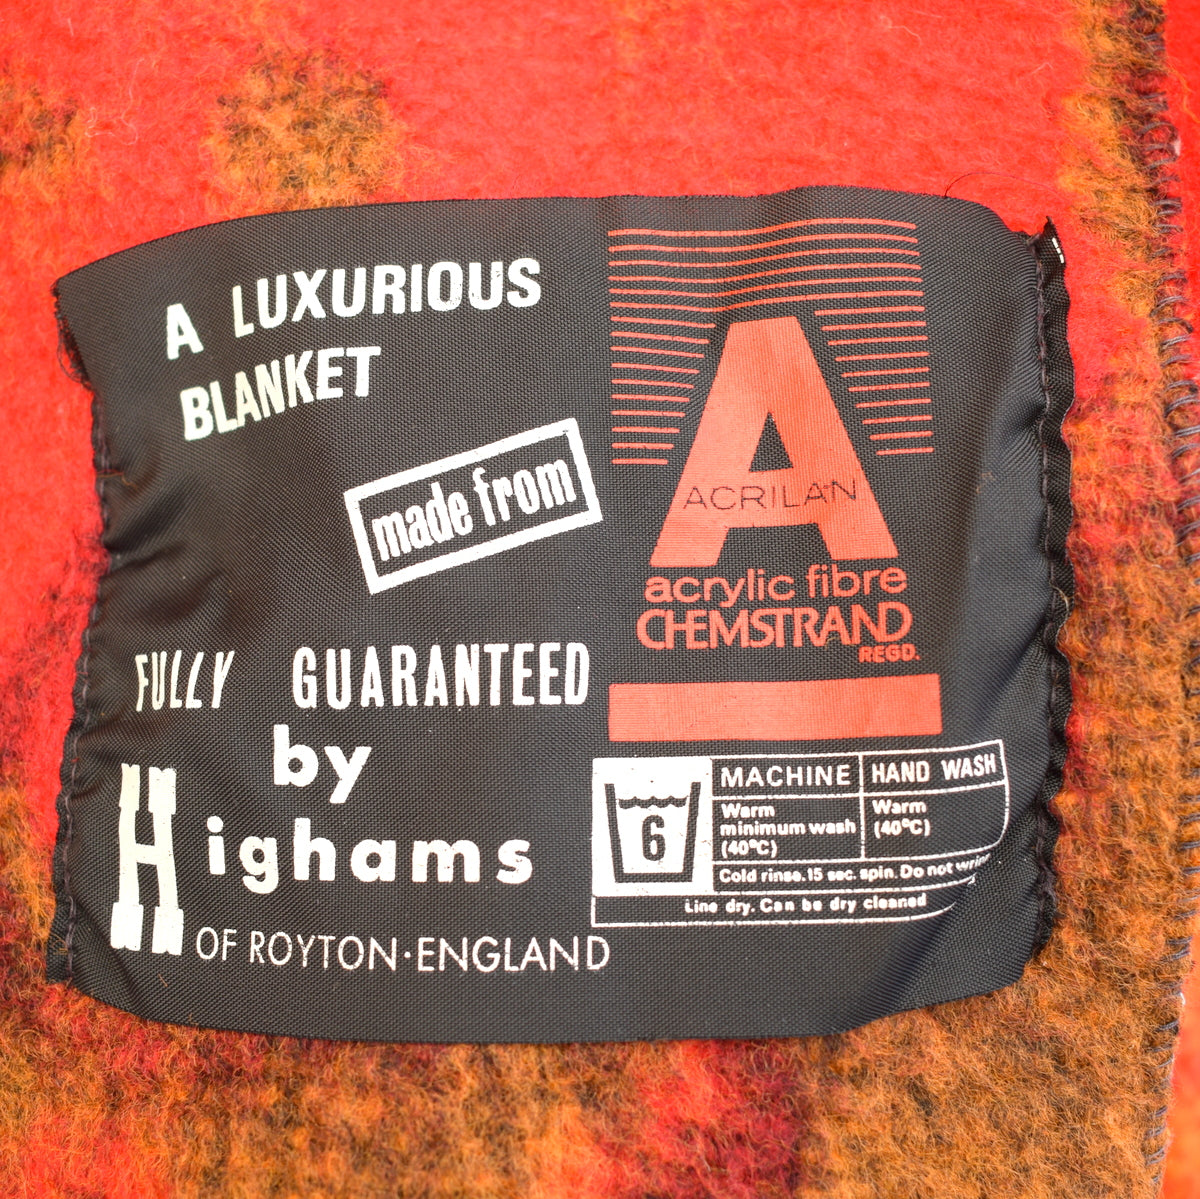 A LUXURIOUS
BLANKET
made from
ACRILAN
acrylic fibre
CHEMSTRAND
REGD.
FULLY GUARANTEED
by
Highams
OF ROYTON·ENGLAND
6
MACHINE
Warm
minimum wash
(40°C)
HAND WASH
Warm
(40°C)
Cold rinse.15 sec. spin. Do not
Line dry. Can be dry cleaned